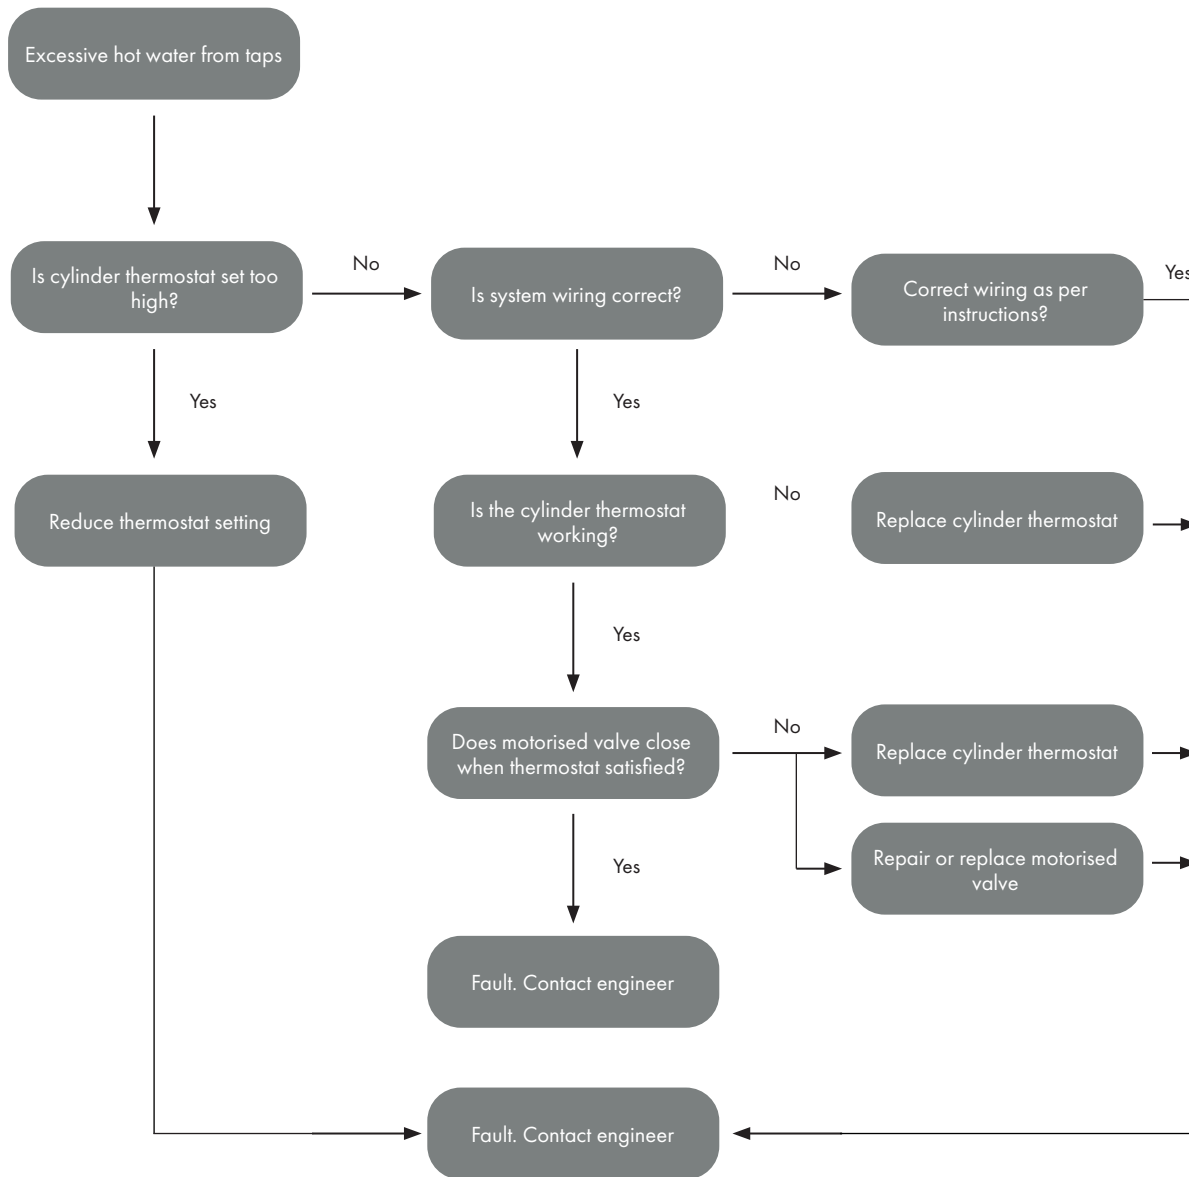 Excessive hot water from taps
Is cylinder thermostat set too
high?
No
Is system wiring correct?
No
Correct wiring as per
instructions?
Yes
Yes
Yes
Reduce thermostat setting
Is the cylinder thermostat
working?
No
Replace cylinder thermostat
Yes
Does motorised valve close
when thermostat satisfied?
No
Replace cylinder thermostat
Repair or replace motorised
valve
Yes
Fault. Contact engineer
Fault. Contact engineer